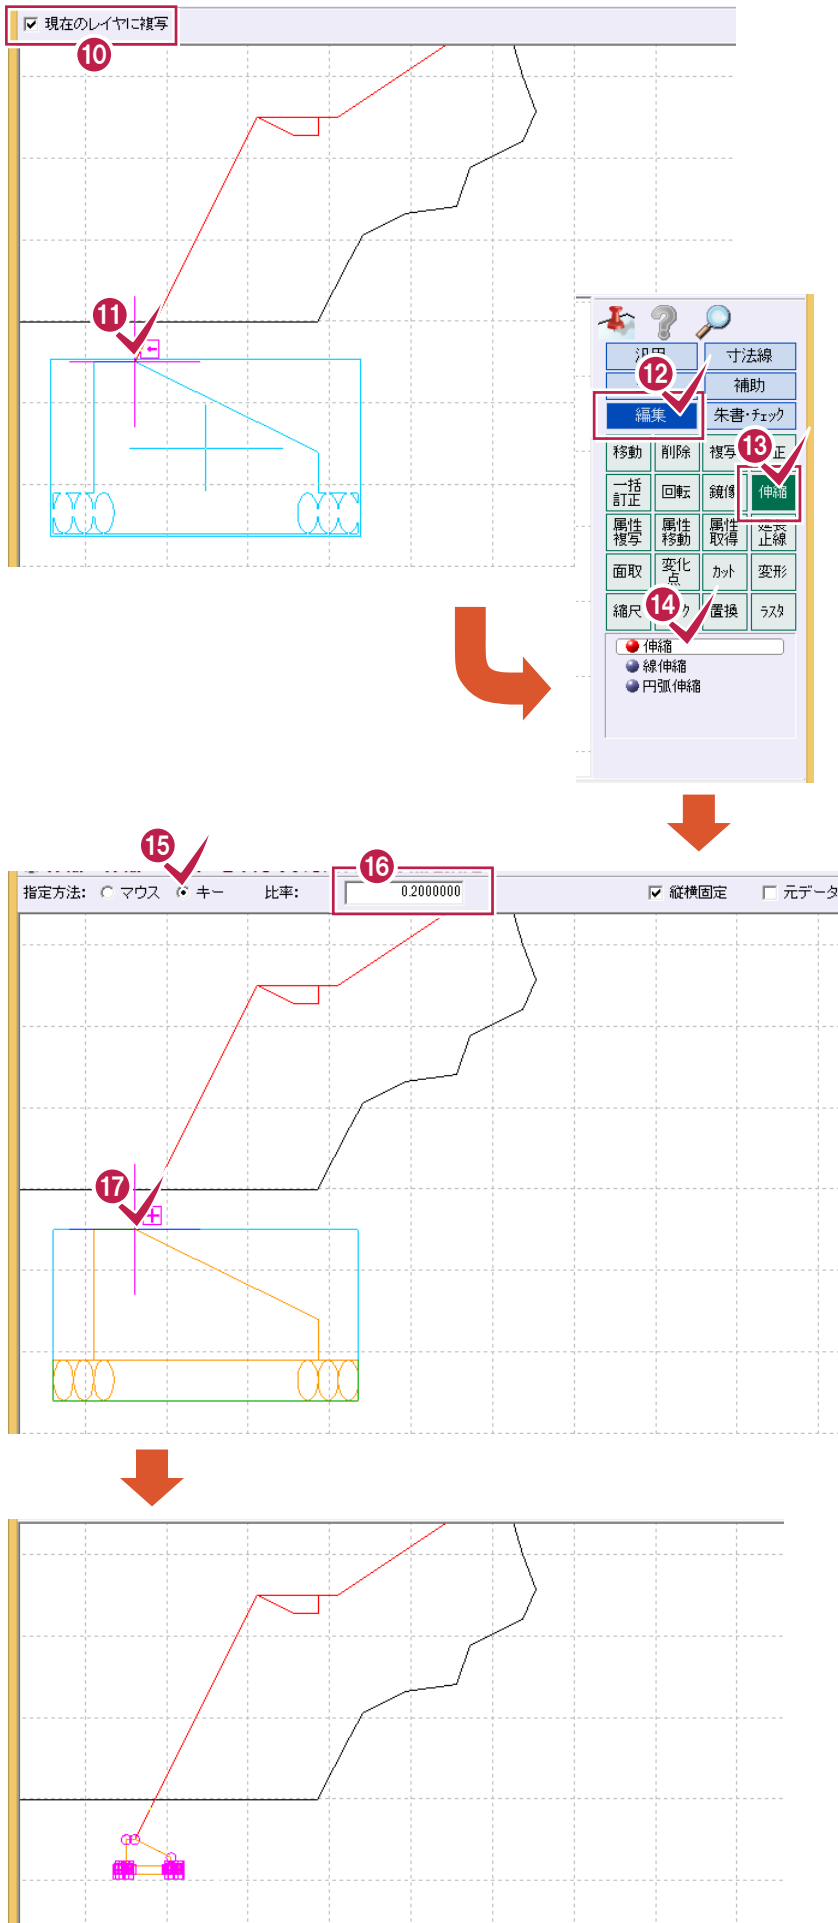 現在のレイヤに複写
10
11
寸法線
12
補助
編集
朱書・チェック
13
移動 削除
一括訂正 回転 鏡像 伸縮
属性複写 属性移動 属性取得
面取 変化点 カット 変形
縮尺
14
置換 ラスタ
伸縮
線伸縮
円弧伸縮
15
16
指定方法: マウス キー 比率: 0.2000000 縦横固定 元データ
17